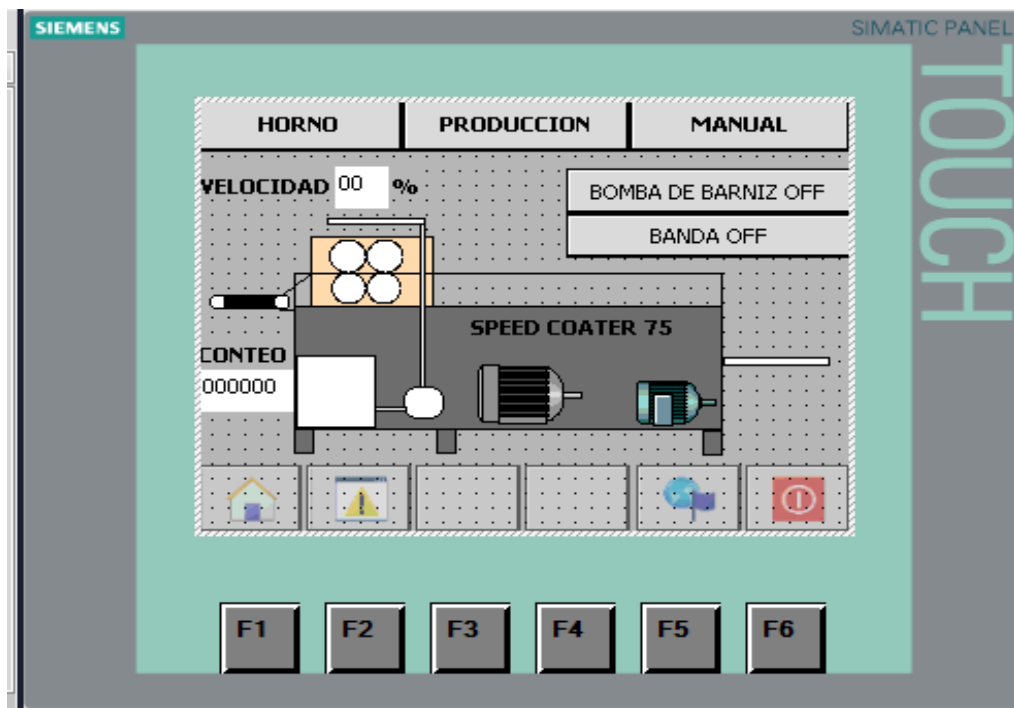 SIEMENS
SIMATIC PANEL
TOUCH
HORNO
PRODUCCION
MANUAL
VELOCIDAD 00 %
BOMBA DE BARNIZ OFF
BANDA OFF
SPEED COATER 75
CONTEO
000000
F1
F2
F3
F4
F5
F6